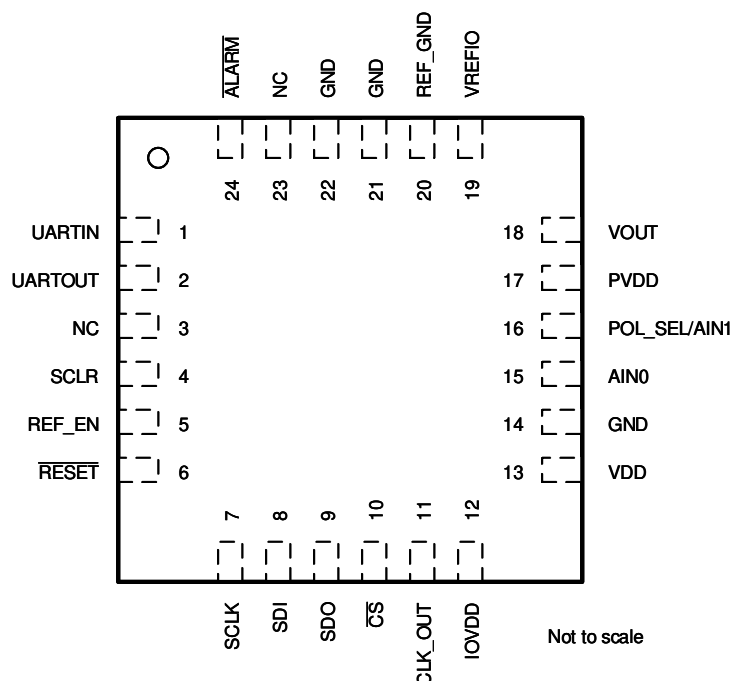 ALARM
NC
GND
GND
REF_GND
VREFIO
24
23
22
21
20
19
UARTIN 1
UARTOUT 2
NC 3
SCLR 4
REF_EN 5
RESET 6
18 VOUT
17 PVDD
16 POL_SEL/AIN1
15 AIN0
14 GND
13 VDD
7
8
9
10
11
12
SCLK
SDI
SDO
CS
CLK_OUT
IOVDD
Not to scale